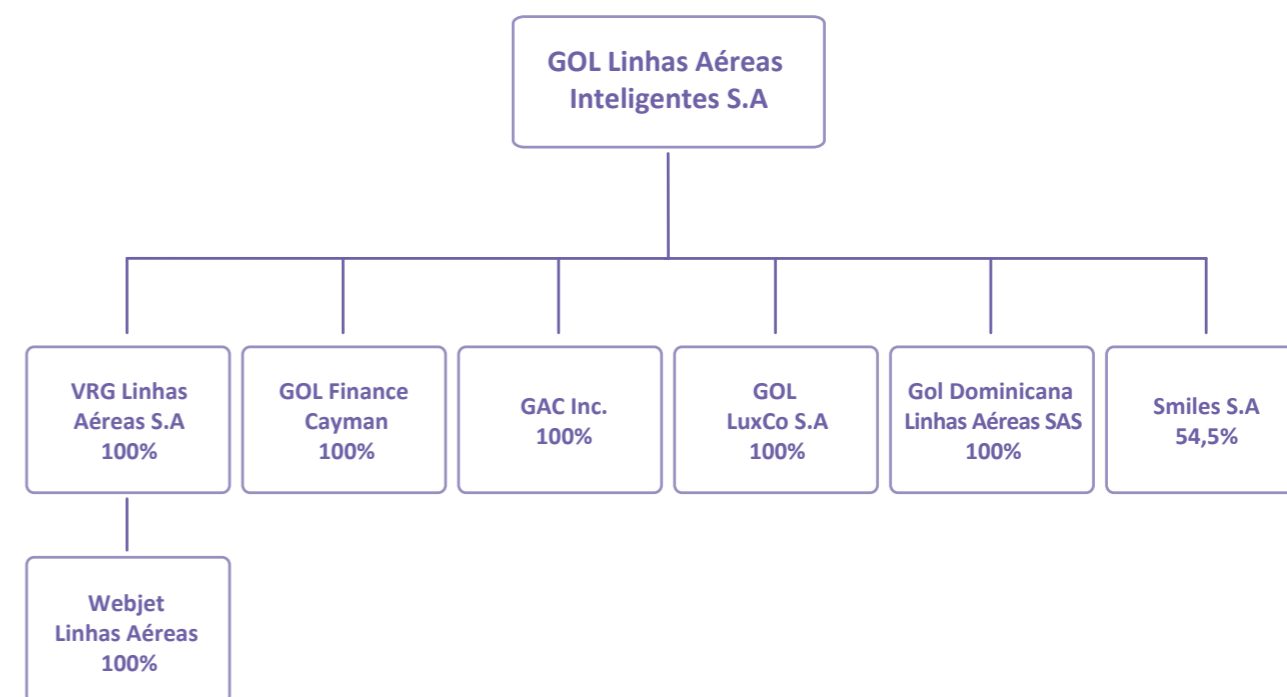 GOL Linhas Aéreas
Inteligentes S.A
VRG Linhas
Aéreas S.A
100%
GOL Finance
Cayman
100%
GAC Inc.
100%
GOL
LuxCo S.A
100%
Gol Dominicana
Linhas Aéreas SAS
100%
Smiles S.A
54,5%
Webjet
Linhas Aéreas
100%